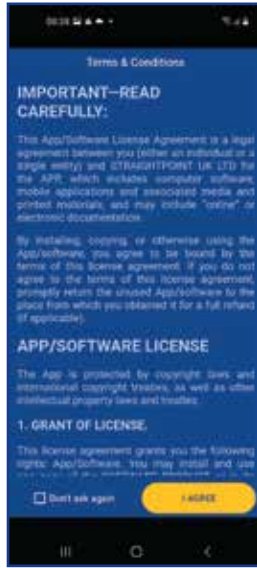 Terms & Conditions
IMPORTANT—READ
CAREFULLY:
This App/Software License Agreement is a legal
agreement between you (either an individual or a
single entity) and STRAIGHTPOINT UK LTD for
the APP, which includes computer software,
mobile applications and associated media and
printed materials, and may include "online" or
electronic documentation.
By installing, copying, or otherwise using the
App/software, you agree to be bound by the
terms of this license agreement. If you do not
agree to the terms of this license agreement,
promptly return the unused App/software to the
place from which you obtained it for a full refund
(if applicable).
APP/SOFTWARE LICENSE
The App is protected by copyright laws and
international copyright treaties, as well as other
intellectual property laws and treaties.
1. GRANT OF LICENSE.
This license agreement grants you the following
rights: App/Software. You may install and use
Don't ask again
I AGREE